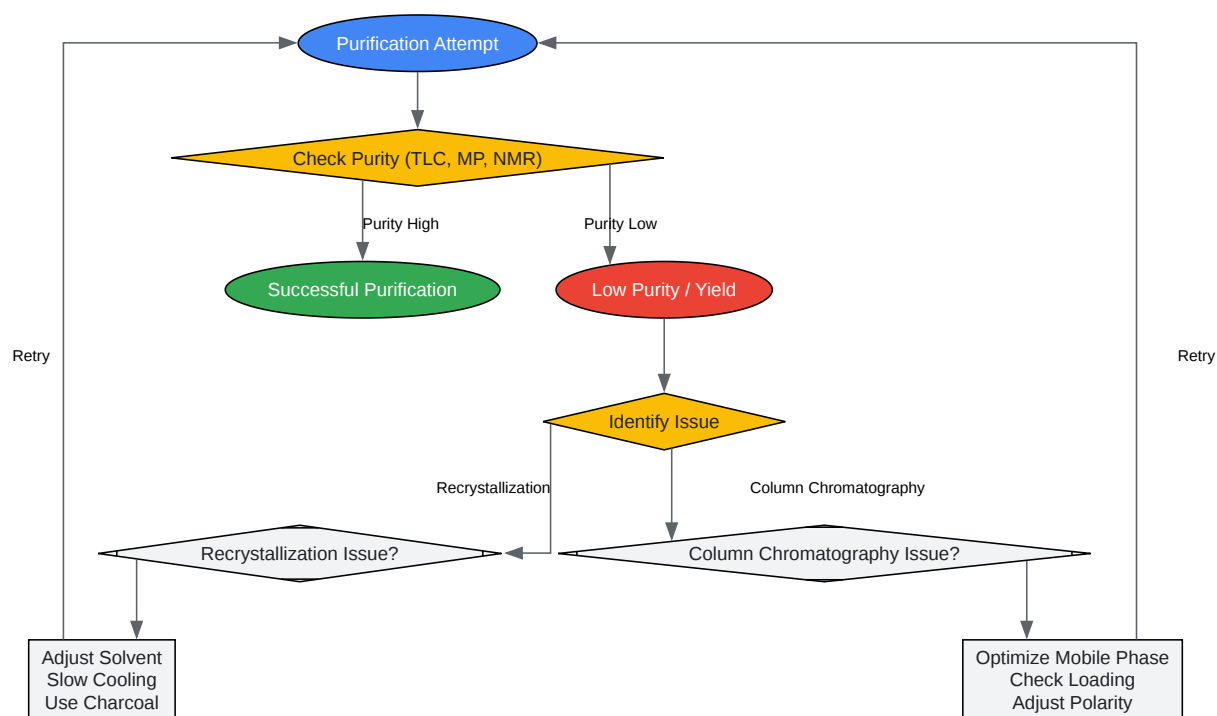 Purification Attempt
Check Purity (TLC, MP, NMR)
Purity High
Purity Low
Successful Purification
Low Purity / Yield
Retry
Retry
Identify Issue
Recrystallization
Column Chromatography
Recrystallization Issue?
Column Chromatography Issue?
Adjust Solvent
Slow Cooling
Use Charcoal
Optimize Mobile Phase
Check Loading
Adjust Polarity